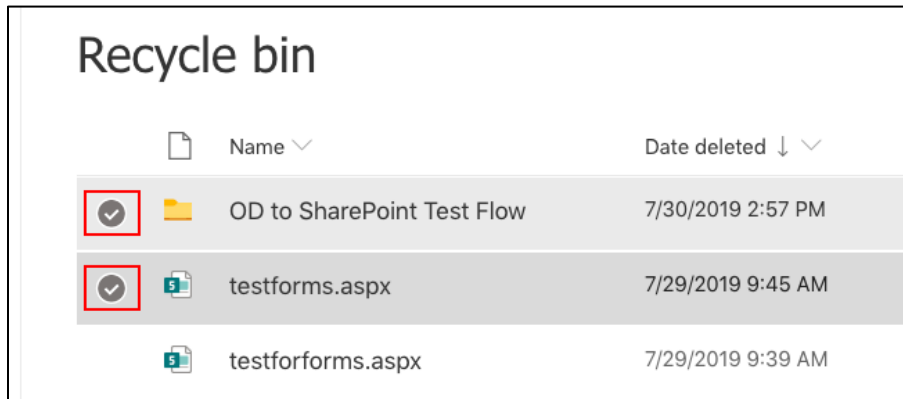 Recycle bin
Name Date deleted ↓
OD to SharePoint Test Flow 7/30/2019 2:57 PM
testforms.aspx 7/29/2019 9:45 AM
testforforms.aspx 7/29/2019 9:39 AM